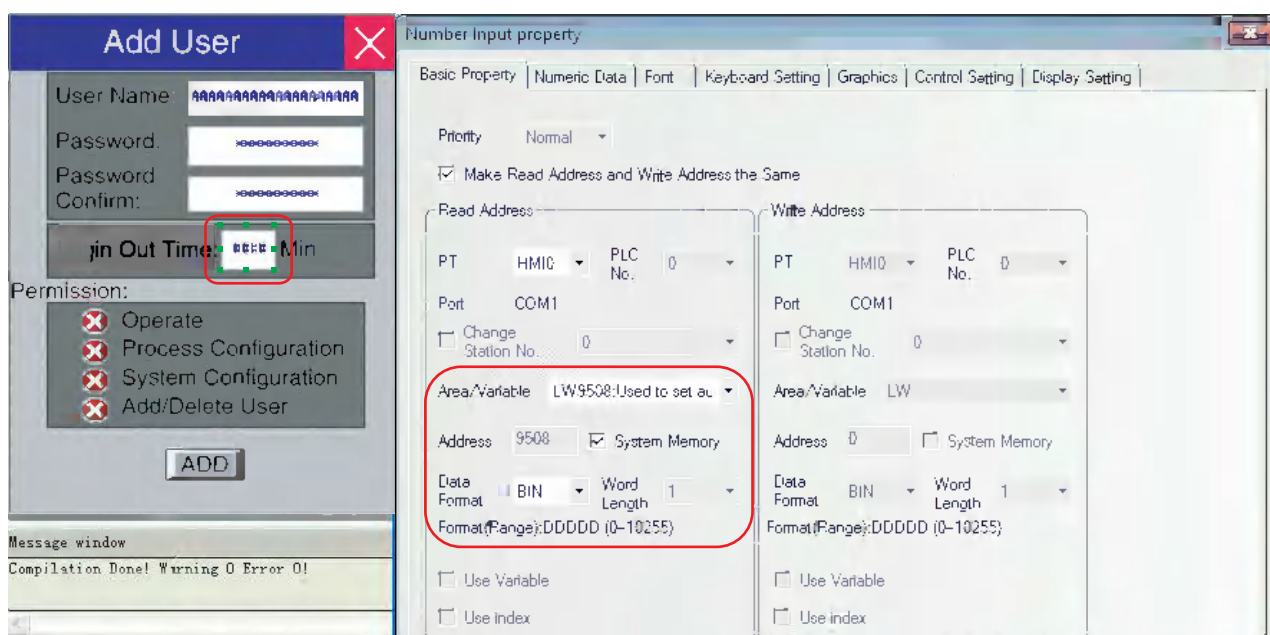 Add User
User Name
AAAAAAAAAAAAAAAAAAA
Password.
**********
Password
Confirm:
**********
jin Out Time: ####
Min
Permission:
Operate
Process Configuration
System Configuration
Add/Delete User
ADD
Message window
Compilation Done! Warning 0 Error 0!
Number Input property
Basic Property Numeric Data Font Keyboard Setting Graphics Control Setting Display Setting
Priority Normal
Make Read Address and Write Address the Same
Read Address
PT HMI0 PLC No. 0
Port COM1
Change Station No. 0
Area/Variable LW9508:Used to set au
Address 9508 System Memory
Data Format BIN Word Length 1
Format(Range):DDDDD (0~10255)
Use Variable
Use index
Write Address
PT HMI0 PLC No. 0
Port COM1
Change Station No. 0
Area/Variable LW
Address 0 System Memory
Data Format BIN Word Length 1
Format(Range):DDDDD (0~10255)
Use Variable
Use index